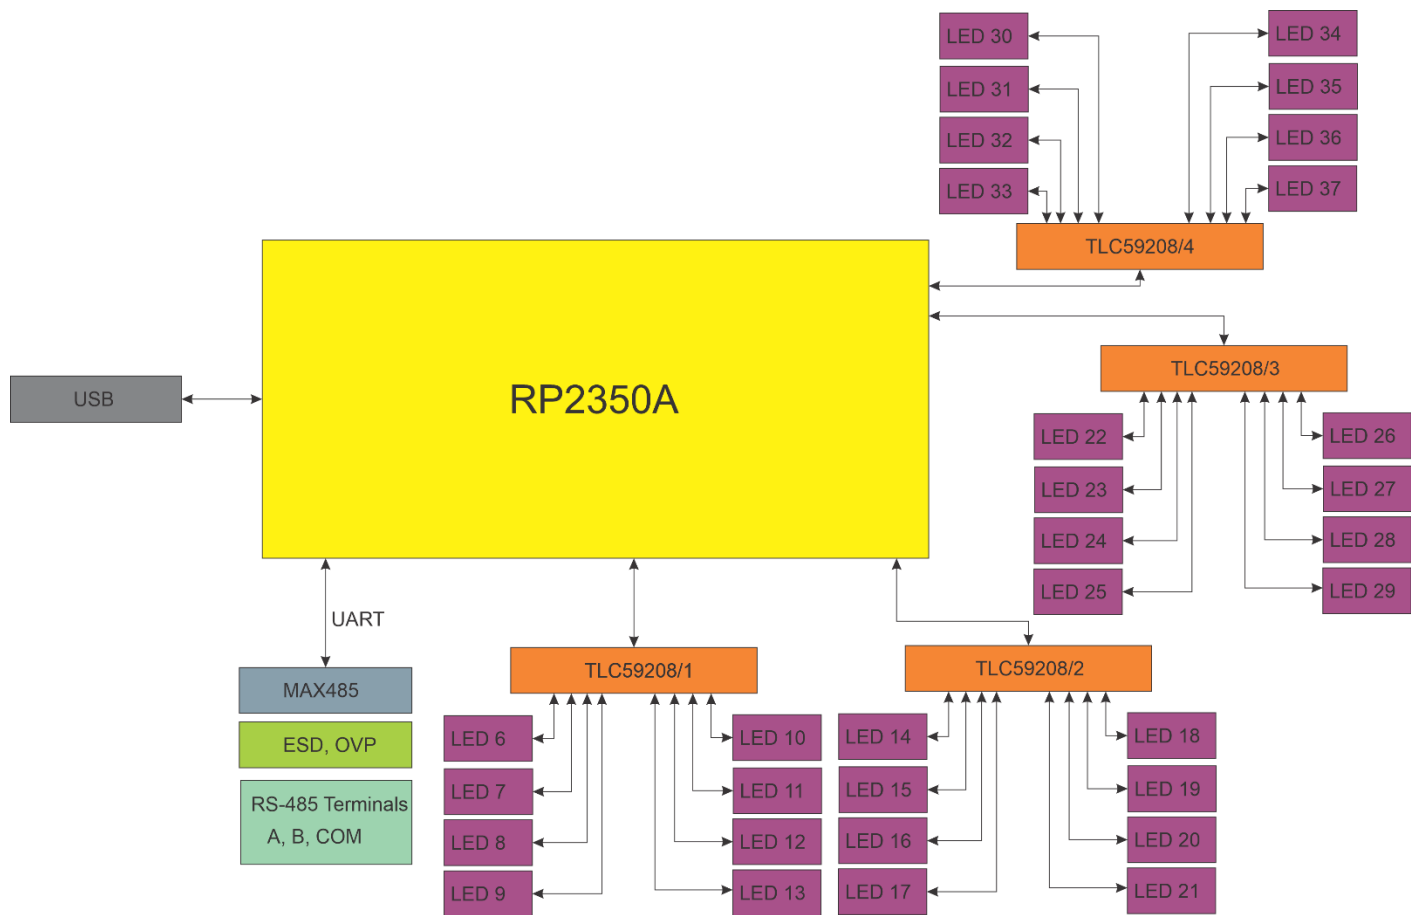 LED 30
LED 31
LED 32
LED 33
LED 34
LED 35
LED 36
LED 37
TLC59208/4
RP2350A
USB
TLC59208/3
LED 22
LED 23
LED 24
LED 25
LED 26
LED 27
LED 28
LED 29
UART
MAX485
ESD, OVP
RS-485 Terminals
A, B, COM
TLC59208/1
LED 6
LED 7
LED 8
LED 9
LED 10
LED 11
LED 12
LED 13
TLC59208/2
LED 14
LED 15
LED 16
LED 17
LED 18
LED 19
LED 20
LED 21